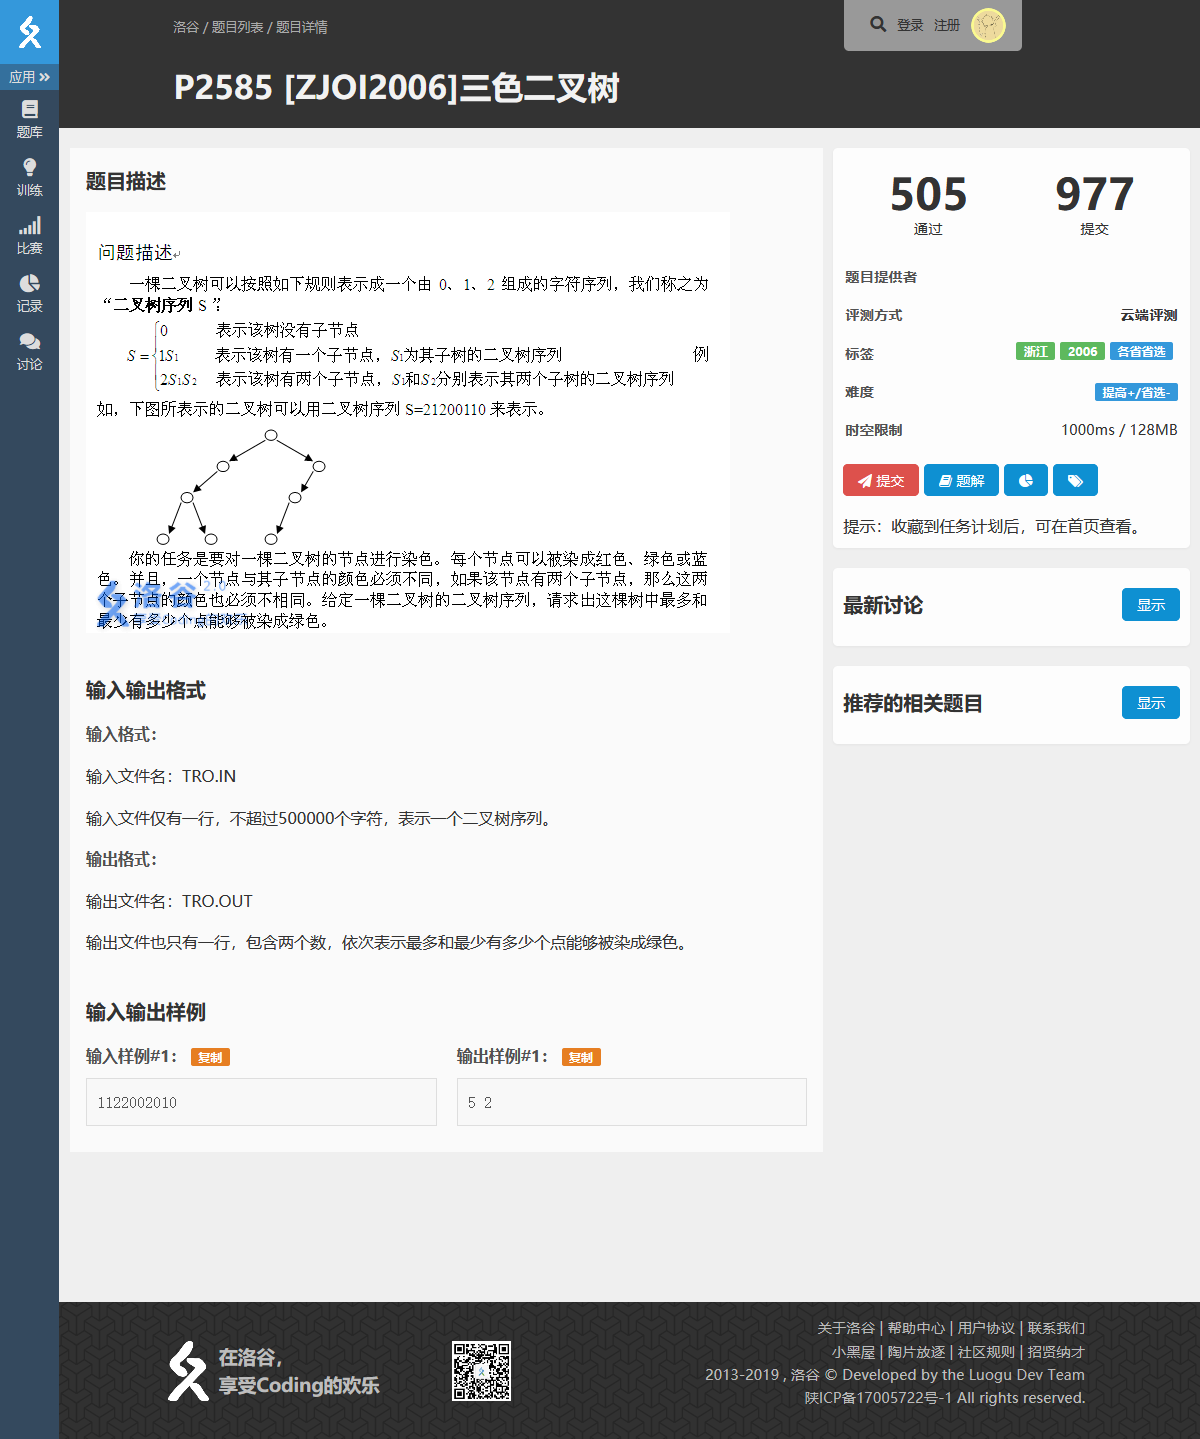 洛谷 / 题目列表 / 题目详情
登录 注册
P2585 [ZJOI2006]三色二叉树
应用
题库
训练
比赛
记录
讨论
题目描述
问题描述
一棵二叉树可以按照如下规则表示成一个由 0、1、2 组成的字符序列，我们称之为
“二叉树序列 S”：
0 表示该树没有子节点
S = 1S1 表示该树有一个子节点，S1为其子树的二叉树序列 例
2S1S2 表示该树有两个子节点，S1和S2分别表示其两个子树的二叉树序列
如，下图所表示的二叉树可以用二叉树序列 S=21200110 来表示。
你的任务是要对一棵二叉树的节点进行染色。每个节点可以被染成红色、绿色或蓝
色。并且，一个节点与其子节点的颜色必须不同，如果该节点有两个子节点，那么这两
个子节点的颜色也必须不相同。给定一棵二叉树的二叉树序列，请求出这棵树中最多和
最少有多少个点能够被染成绿色。
洛谷 2.0
输入输出格式
输入格式：
输入文件名：TRO.IN
输入文件仅有一行，不超过500000个字符，表示一个二叉树序列。
输出格式：
输出文件名：TRO.OUT
输出文件也只有一行，包含两个数，依次表示最多和最少有多少个点能够被染成绿色。
输入输出样例
输入样例#1： 复制
1122002010
输出样例#1： 复制
5 2
505 977
通过 提交
题目提供者
评测方式 云端评测
标签 浙江 2006 各省省选
难度 提高+/省选-
时空限制 1000ms / 128MB
提交 题解
提示：收藏到任务计划后，可在首页查看。
最新讨论 显示
推荐的相关题目 显示
在洛谷，
享受Coding的欢乐
关于洛谷 | 帮助中心 | 用户协议 | 联系我们
小黑屋 | 陶片放逐 | 社区规则 | 招贤纳才
2013-2019 , 洛谷 © Developed by the Luogu Dev Team
陕ICP备17005722号-1 All rights reserved.